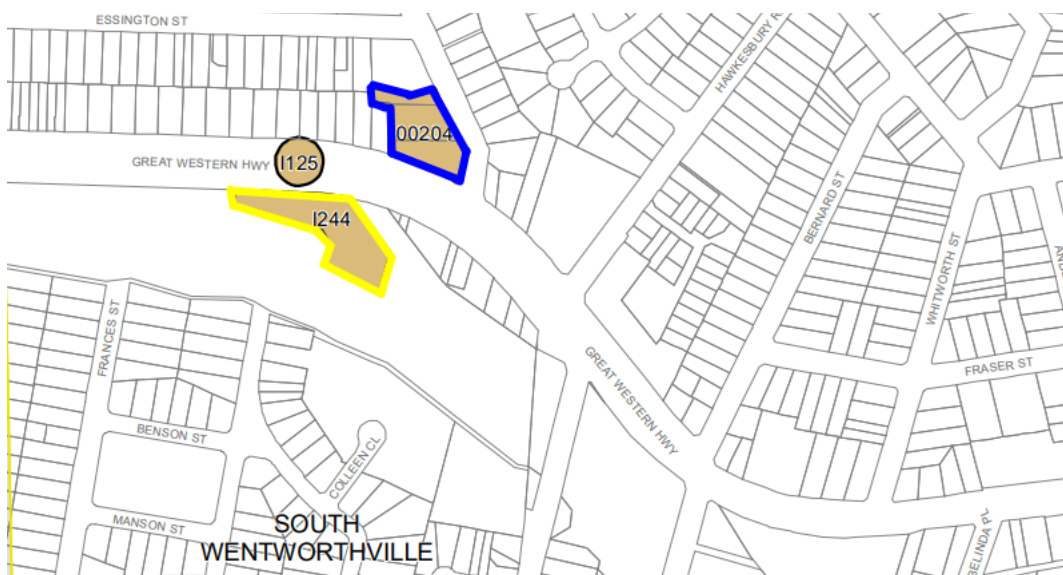 ESSINGTON ST
HAWKESBURY R
00204
GREAT WESTERN HWY
I125
I244
BERNARD ST
WHITWORTH ST
FRANCES ST
GREAT WESTERN HWY
FRASER ST
BENSON ST
COLLEEN CL
MANSON ST
SOUTH
WENTWORTHVILLE
BELINDA PL